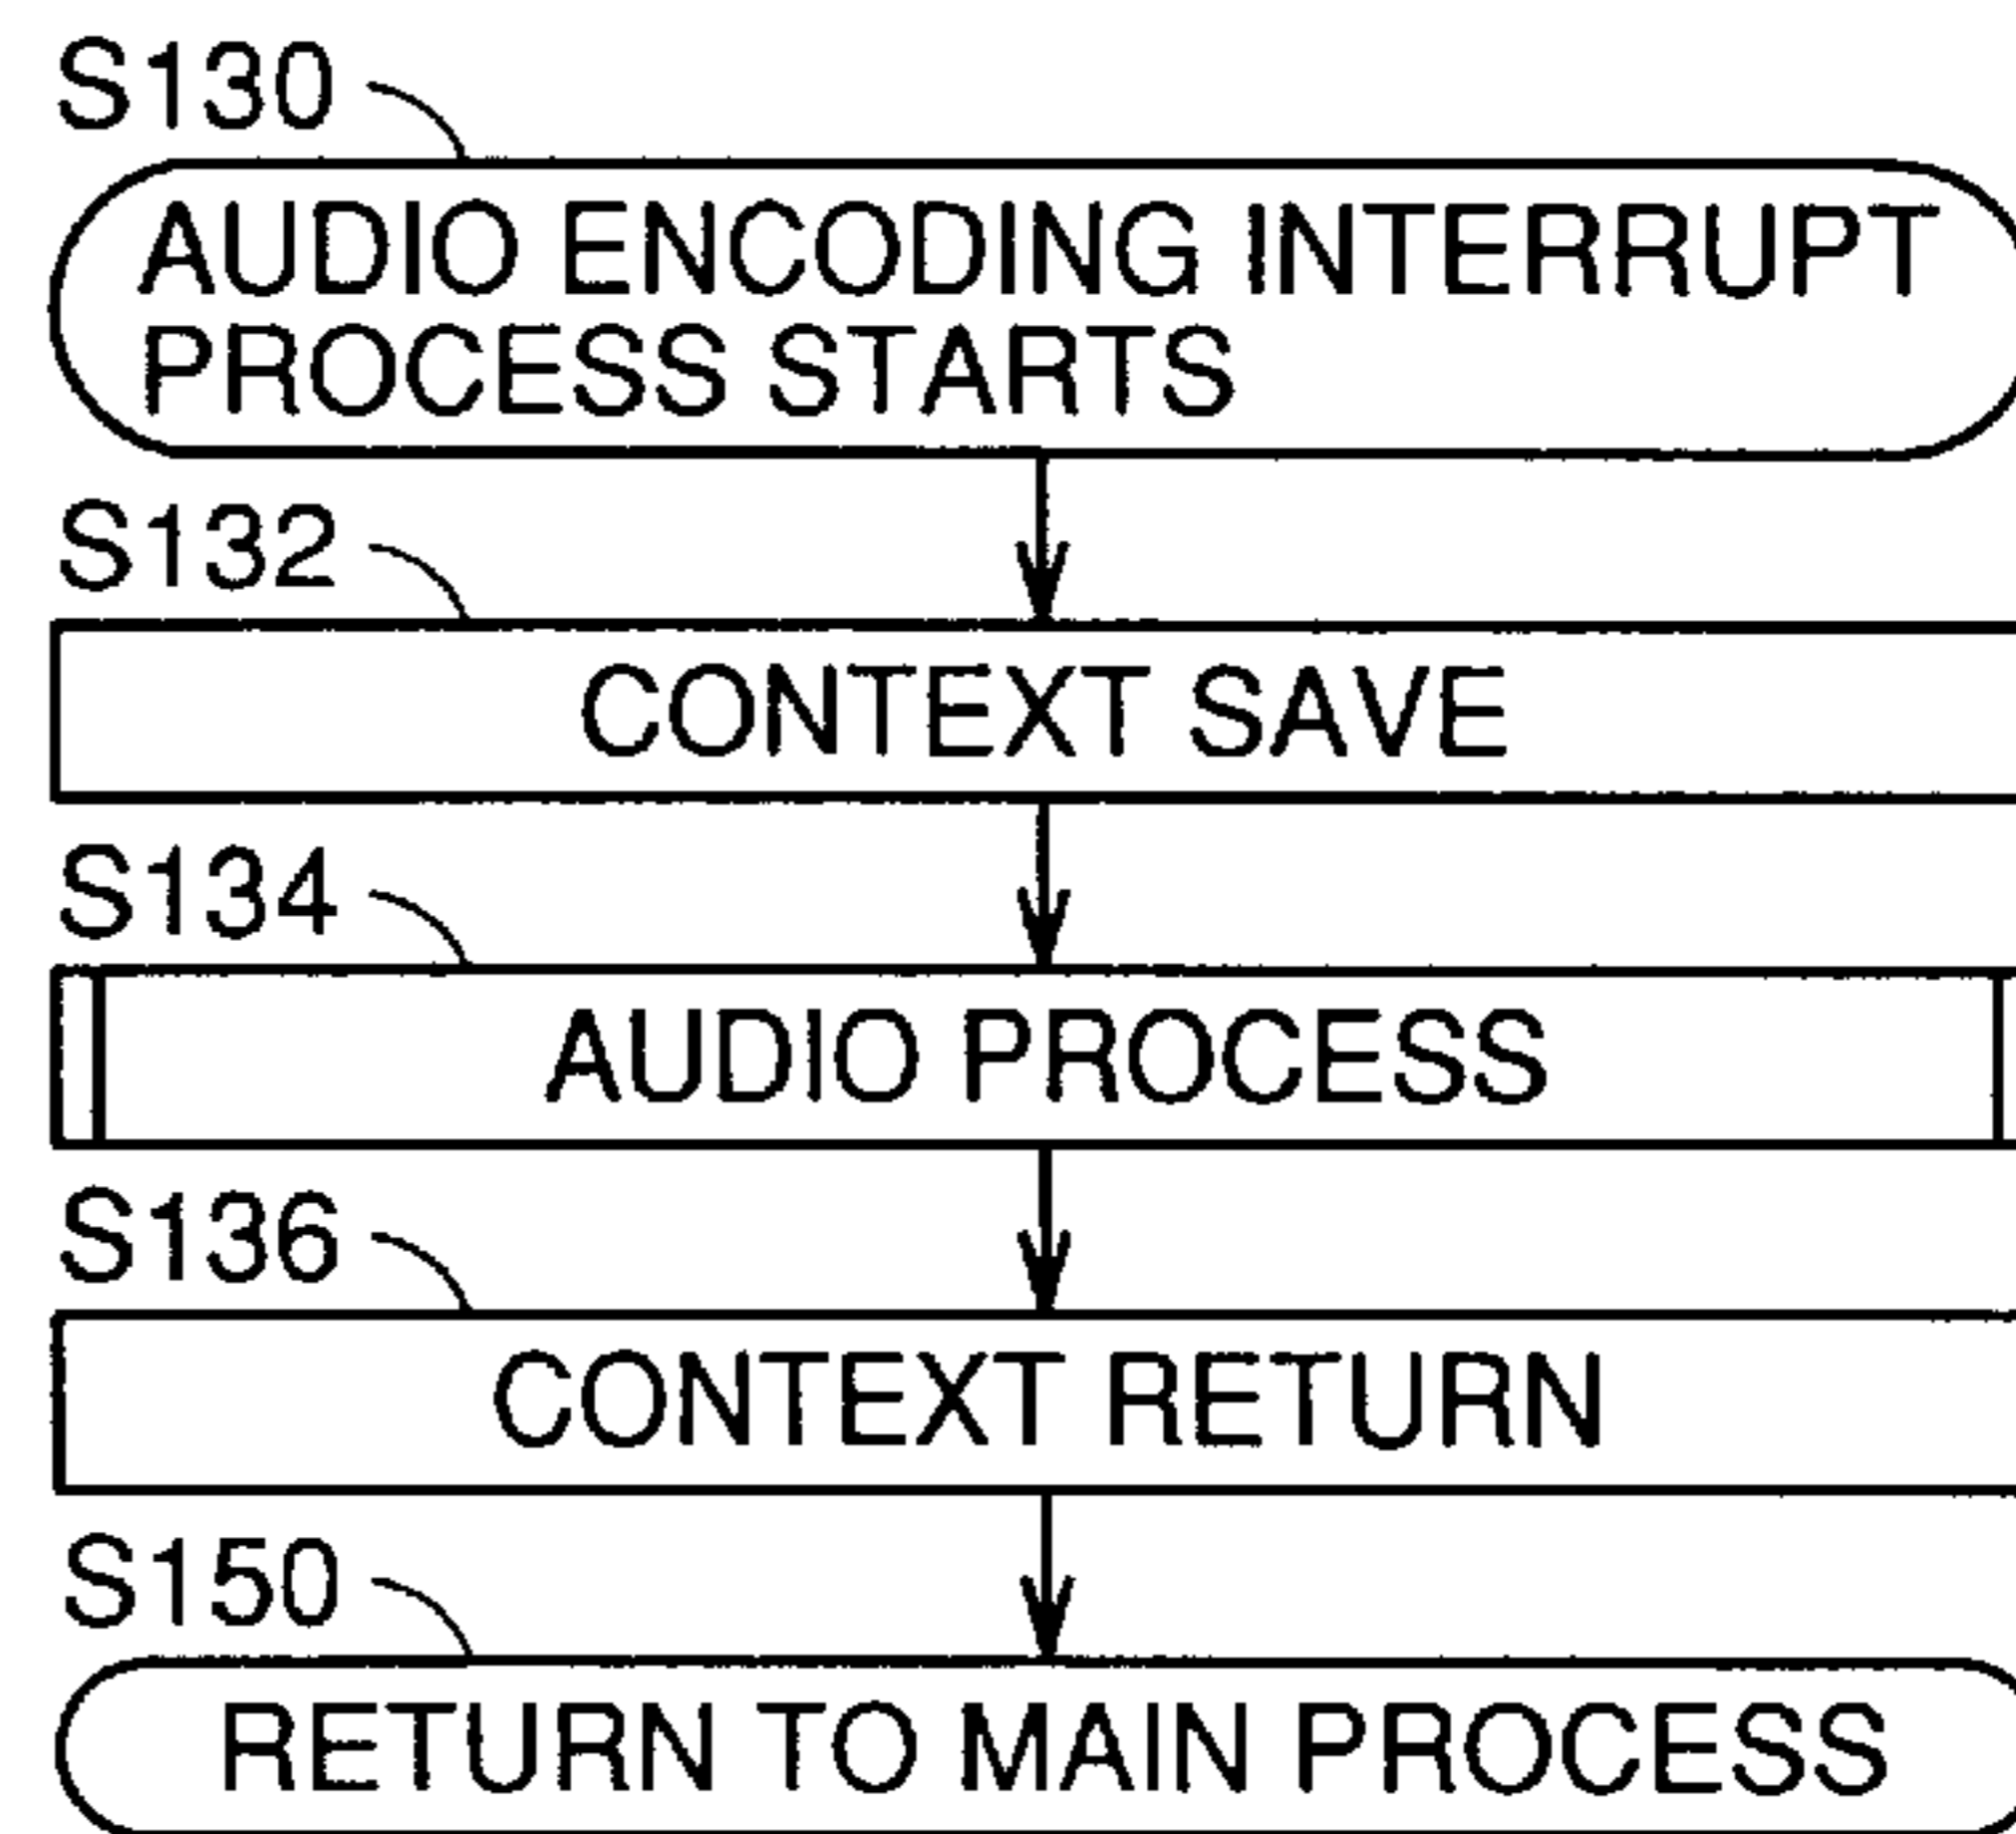 S130
AUDIO ENCODING INTERRUPT
PROCESS STARTS
S132
CONTEXT SAVE
S134
AUDIO PROCESS
S136
CONTEXT RETURN
S150
RETURN TO MAIN PROCESS